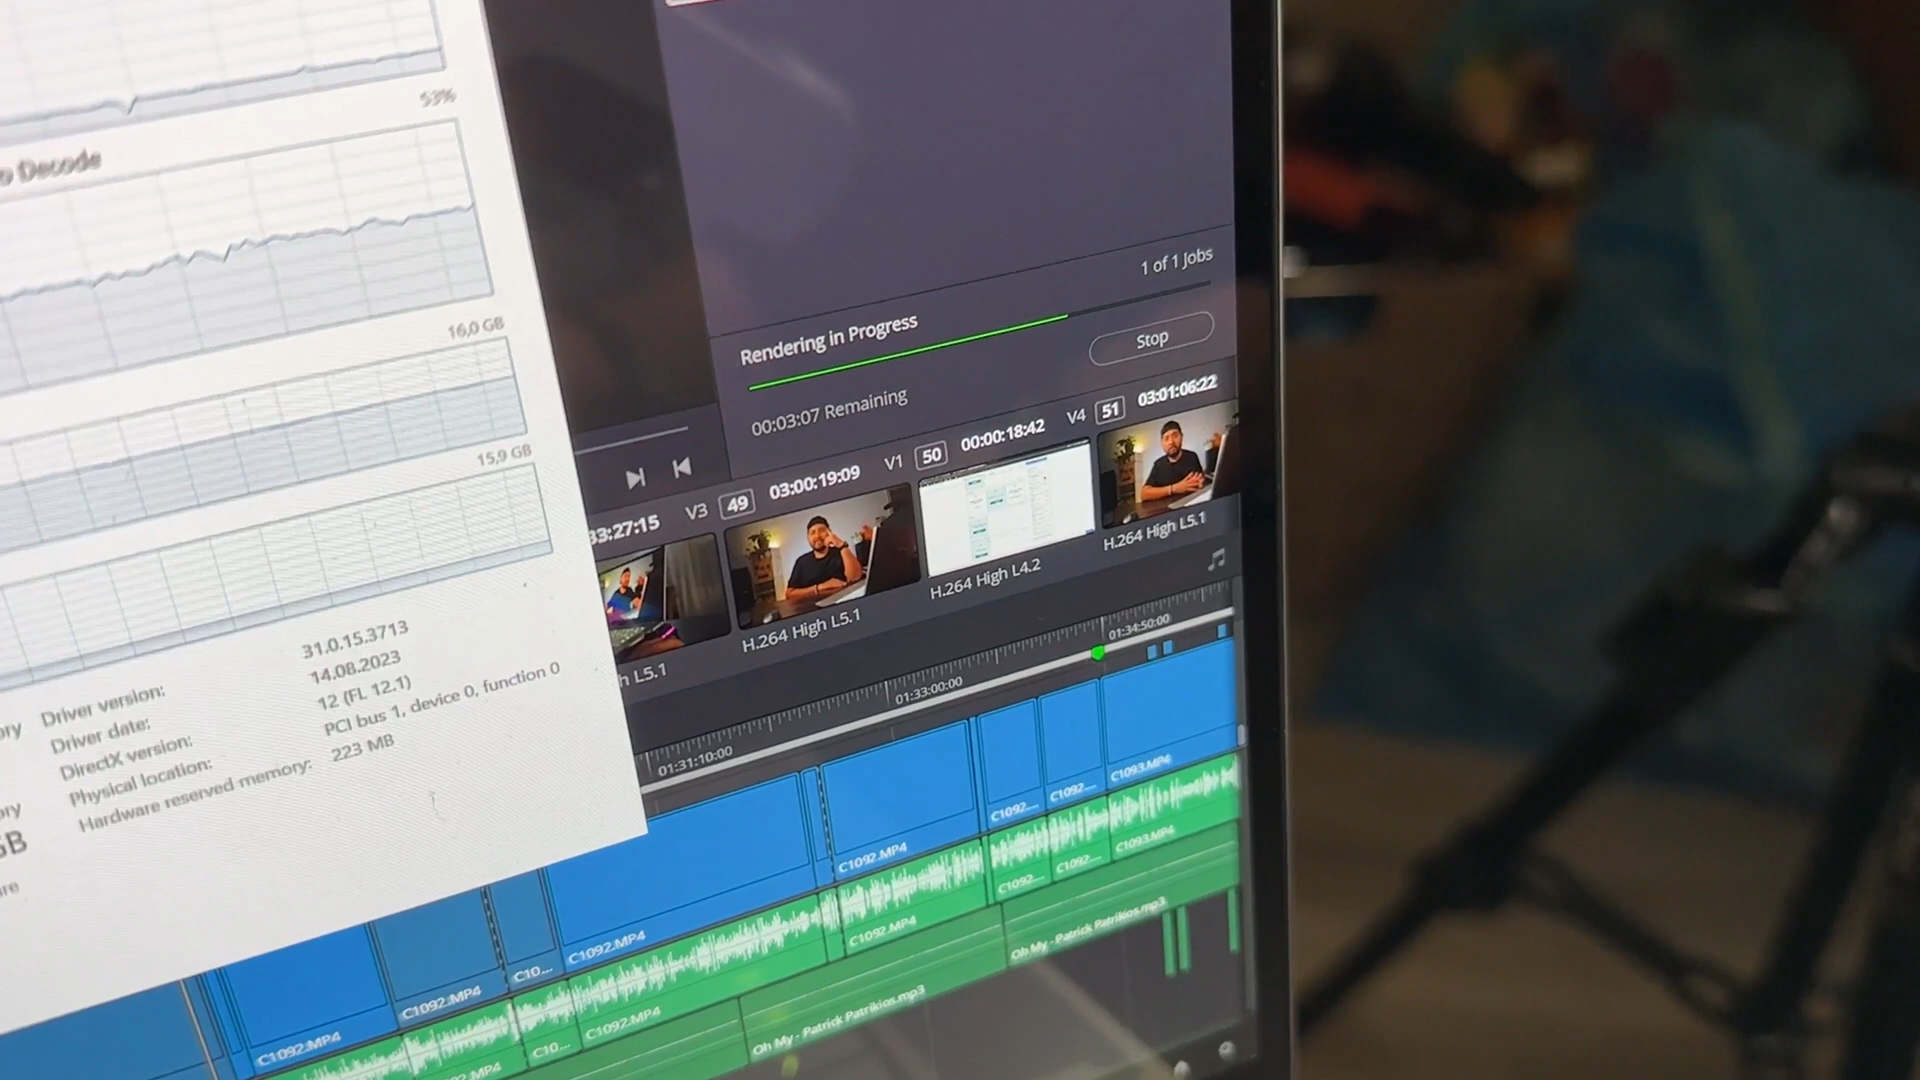 53%
Decode
16,0 GB
15,9 GB
Driver version: 31.0.15.3713
Driver date: 14.08.2023
DirectX version: 12 (FL 12.1)
Physical location: PCI bus 1, device 0, function 0
Hardware reserved memory: 223 MB
GB
1 of 1 Jobs
Rendering in Progress
Stop
00:03:07 Remaining
33:27:15 V3 49 03:00:19:09 V1 50 00:00:18:42 V4 51 03:01:06:22
L5.1 H.264 High L5.1 H.264 High L4.2 H.264 High L5.1
01:31:10:00 01:33:00:00 01:34:50:00
C1092.MP4 C1092.MP4 C10... C1092.MP4 C1092.MP4 C1092.... C1092.... C1093.MP4
C10... C1092.MP4 C1092.MP4 C1092.... C1092.... C1093.MP4
Oh My - Patrick Patrikios.mp3 Oh My - Patrick Patrikios.mp3